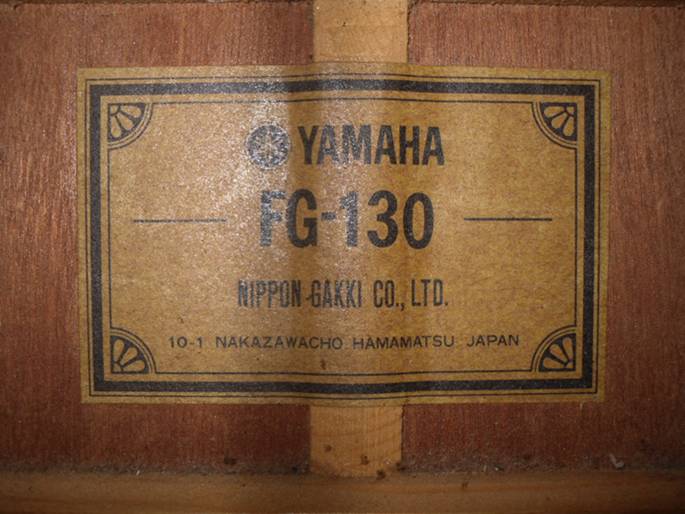 YAMAHA
FG-130
NIPPON GAKKI CO., LTD.
10-1 NAKAZAWACHO HAMAMATSU JAPAN